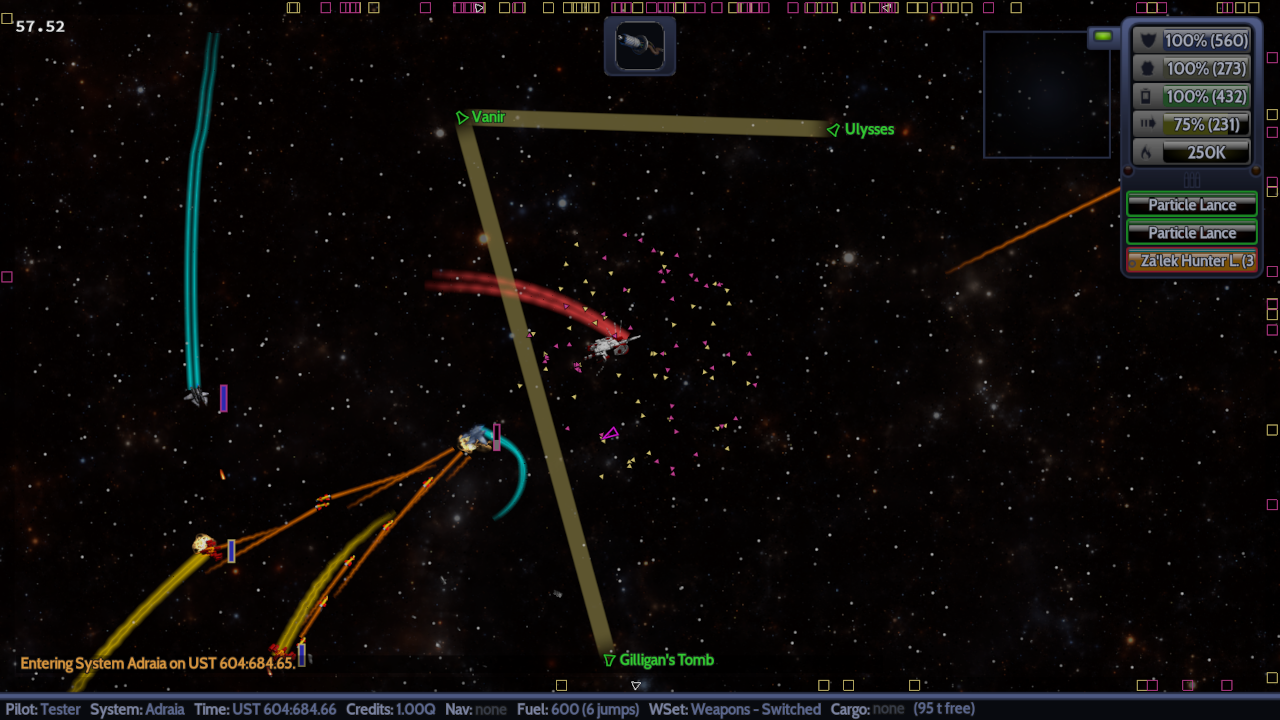 57.52
100% (560)
100% (273)
100% (432)
75% (231)
250K
Particle Lance
Particle Lance
Za'lek Hunter L. (3
Vanir
Ulysses
Gilligan's Tomb
Entering System Adraia on UST 604:684.65.
Pilot: Tester System: Adraia Time: UST 604:684.66 Credits: 1.00Q Nav: none Fuel: 600 (6 jumps) WSet: Weapons - Switched Cargo: none (95 t free)